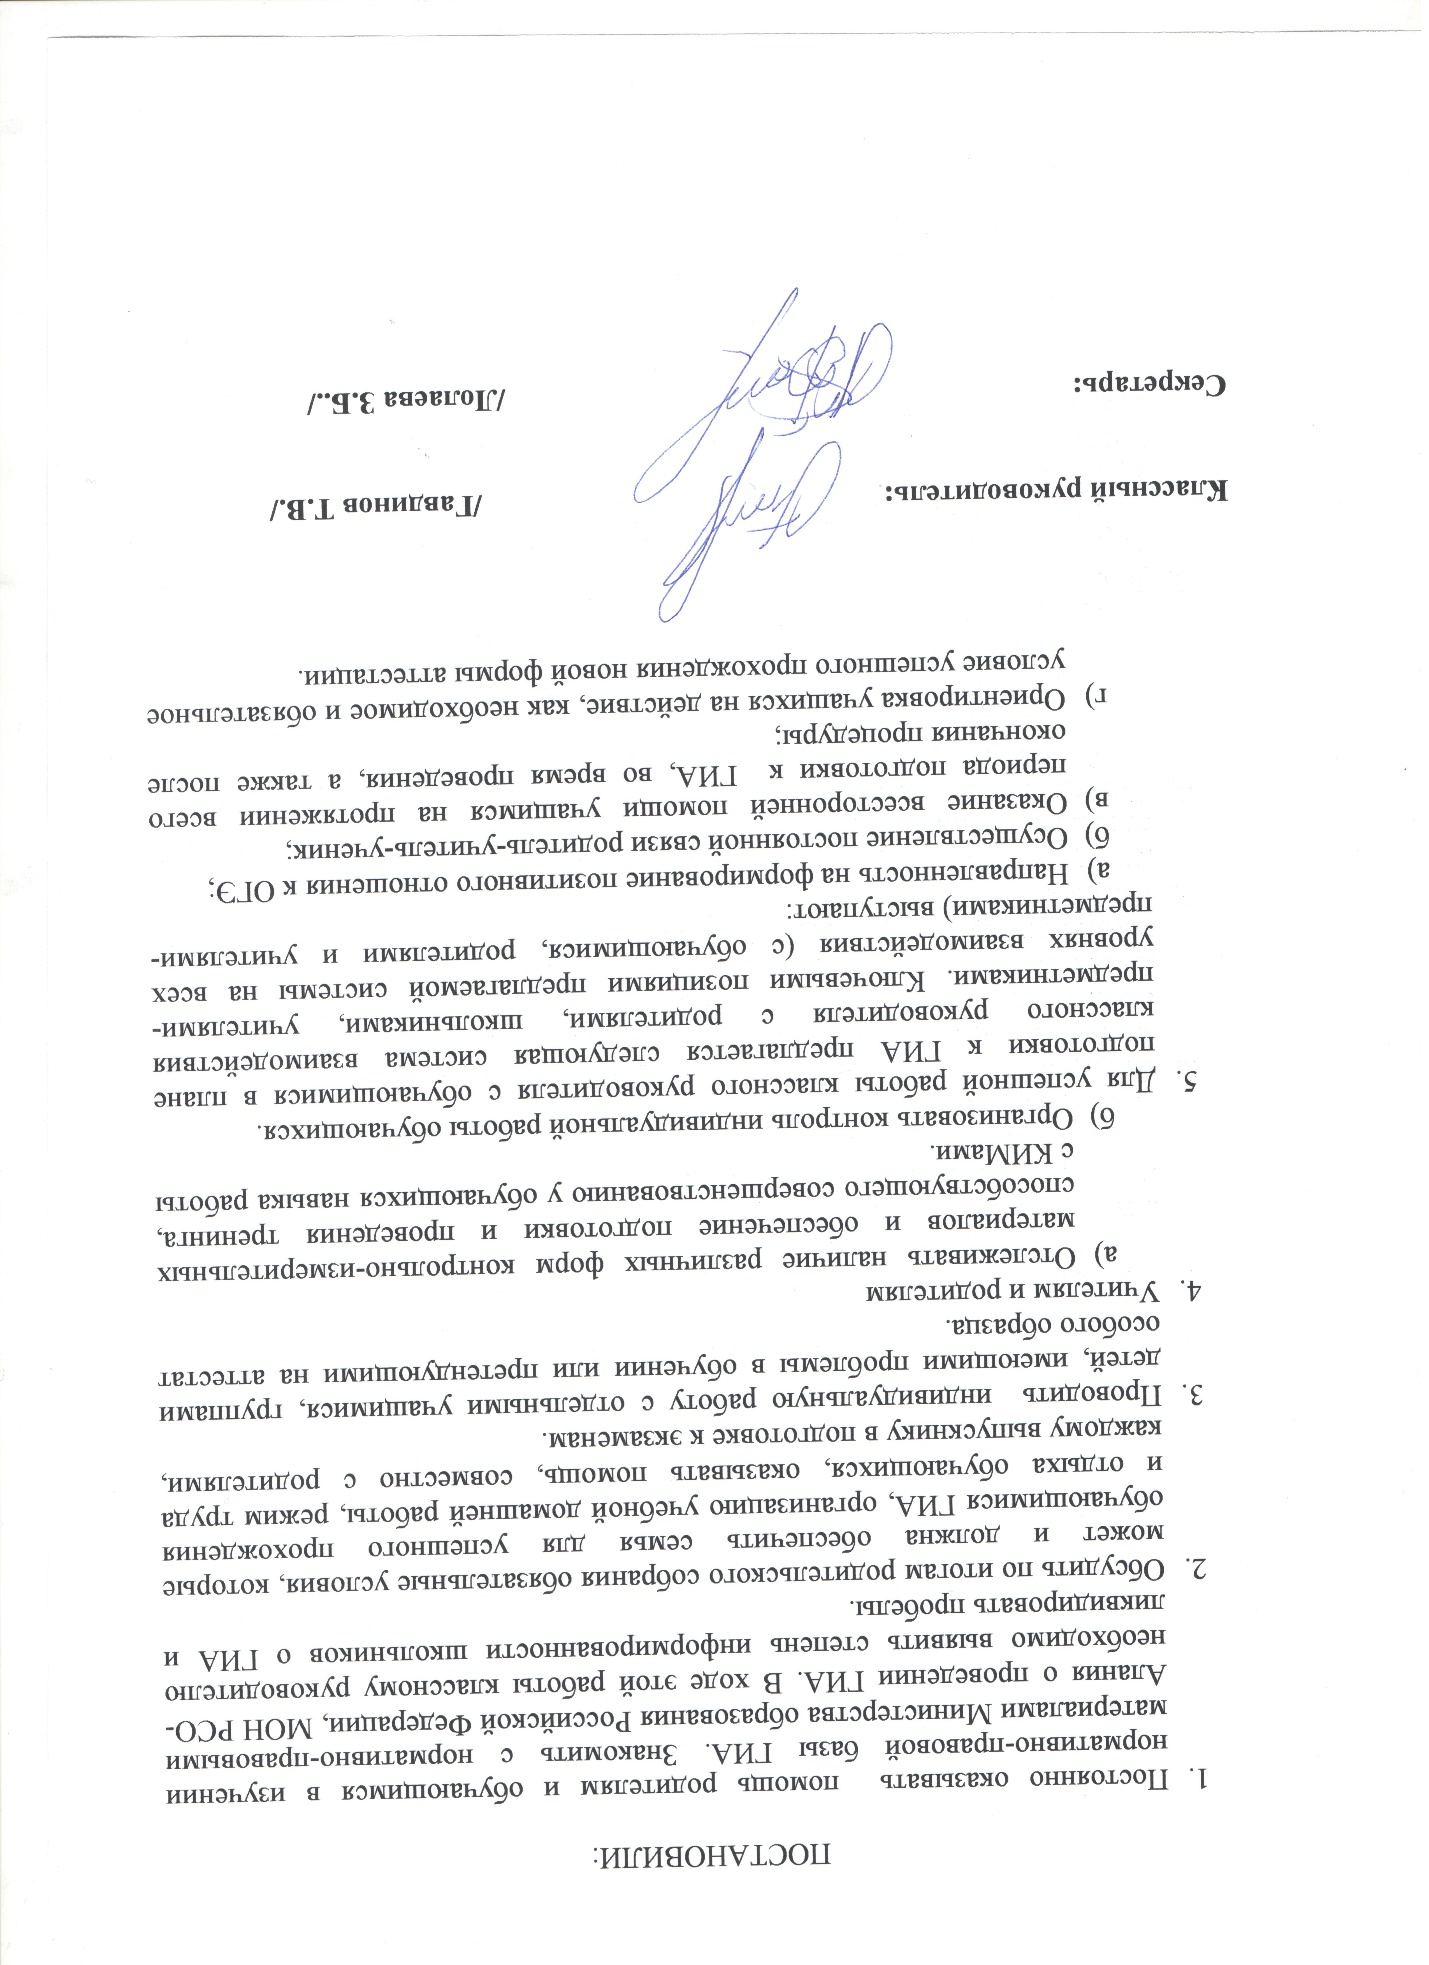 ПОСТАНОВИЛИ:
1. Постоянно оказывать помощь родителям и обучающимся в изучении
нормативно-правовой базы ГИА. Знакомить с нормативно-правовыми
материалами Министерства образования Российской Федерации, МОН РСО-
Алания о проведении ГИА. В ходе этой работы классному руководителю
необходимо выявить степень информированности школьников о ГИА и
ликвидировать пробелы.
2. Обсудить по итогам родительского собрания обязательные условия, которые
может и должна обеспечить семья для успешного прохождения
обучающимися ГИА, организацию учебной домашней работы, режим труда
и отдыха обучающихся, оказывать помощь, совместно с родителями,
каждому выпускнику в подготовке к экзаменам.
3. Проводить индивидуальную работу с отдельными учащимися, группами
детей, имеющими проблемы в обучении или претендующими на аттестат
особого образца.
4. Учителям и родителям
а) Отслеживать наличие различных форм контрольно-измерительных
материалов и обеспечение подготовки и проведения тренинга,
способствующего совершенствованию у обучающихся навыка работы
с КИМами.
б) Организовать контроль индивидуальной работы обучающихся.
5. Для успешной работы классного руководителя с обучающимися в плане
подготовки к ГИА предлагается следующая система взаимодействия
классного руководителя с родителями, школьниками, учителями-
предметниками. Ключевыми позициями предлагаемой системы на всех
уровнях взаимодействия (с обучающимися, родителями и учителями-
предметниками) выступают:
а) Направленность на формирование позитивного отношения к ОГЭ;
б) Осуществление постоянной связи родитель-учитель-ученик;
в) Оказание всесторонней помощи учащимся на протяжении всего
периода подготовки к ГИА, во время проведения, а также после
окончания процедуры;
г) Ориентировка учащихся на действие, как необходимое и обязательное
условие успешного прохождения новой формы аттестации.
Классный руководитель: /Гавдинов Т.В./
Секретарь: /Лолаева З.Б../